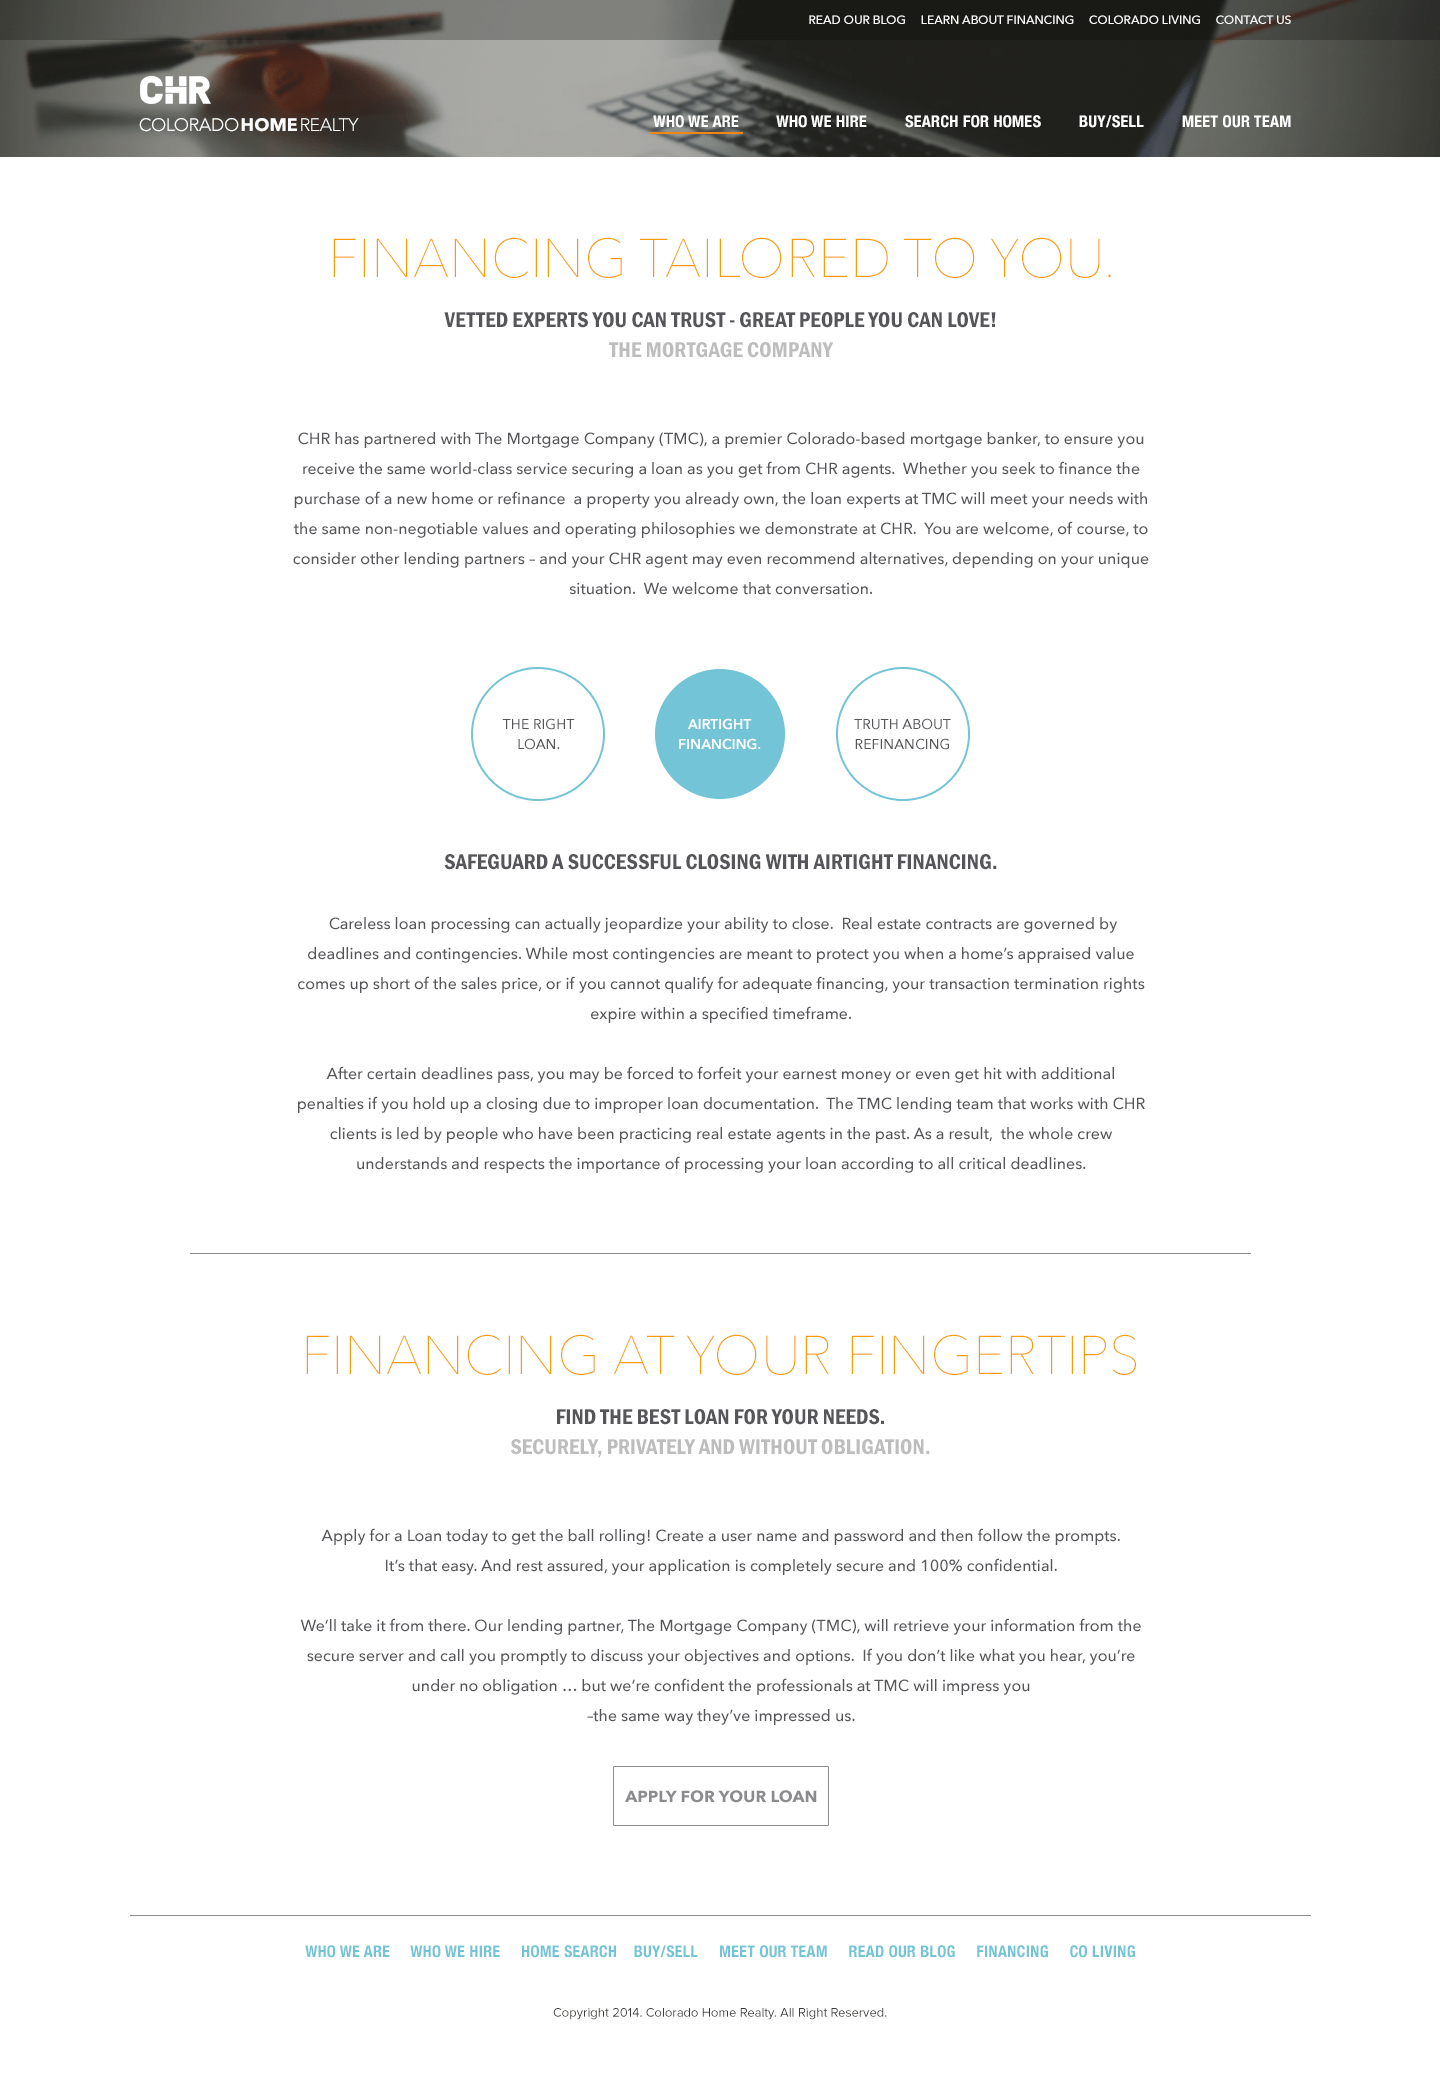 READ OUR BLOG LEARN ABOUT FINANCING COLORADO LIVING CONTACT US
CHR
COLORADOHOMEREALTY
WHO WE ARE WHO WE HIRE SEARCH FOR HOMES BUY/SELL MEET OUR TEAM
FINANCING TAILORED TO YOU.
VETTED EXPERTS YOU CAN TRUST - GREAT PEOPLE YOU CAN LOVE!
THE MORTGAGE COMPANY
CHR has partnered with The Mortgage Company (TMC), a premier Colorado-based mortgage banker, to ensure you
receive the same world-class service securing a loan as you get from CHR agents.  Whether you seek to finance the
purchase of a new home or refinance  a property you already own, the loan experts at TMC will meet your needs with
the same non-negotiable values and operating philosophies we demonstrate at CHR.  You are welcome, of course, to
consider other lending partners – and your CHR agent may even recommend alternatives, depending on your unique
situation.  We welcome that conversation.
THE RIGHT
LOAN.
AIRTIGHT
FINANCING.
TRUTH ABOUT
REFINANCING
SAFEGUARD A SUCCESSFUL CLOSING WITH AIRTIGHT FINANCING.
Careless loan processing can actually jeopardize your ability to close.  Real estate contracts are governed by
deadlines and contingencies. While most contingencies are meant to protect you when a home’s appraised value
comes up short of the sales price, or if you cannot qualify for adequate financing, your transaction termination rights
expire within a specified timeframe.
After certain deadlines pass, you may be forced to forfeit your earnest money or even get hit with additional
penalties if you hold up a closing due to improper loan documentation.  The TMC lending team that works with CHR
clients is led by people who have been practicing real estate agents in the past. As a result,  the whole crew
understands and respects the importance of processing your loan according to all critical deadlines.
FINANCING AT YOUR FINGERTIPS
FIND THE BEST LOAN FOR YOUR NEEDS.
SECURELY, PRIVATELY AND WITHOUT OBLIGATION.
Apply for a Loan today to get the ball rolling! Create a user name and password and then follow the prompts.
It’s that easy. And rest assured, your application is completely secure and 100% confidential.
We’ll take it from there. Our lending partner, The Mortgage Company (TMC), will retrieve your information from the
secure server and call you promptly to discuss your objectives and options.  If you don’t like what you hear, you’re
under no obligation … but we’re confident the professionals at TMC will impress you
–the same way they’ve impressed us.
APPLY FOR YOUR LOAN
WHO WE ARE WHO WE HIRE HOME SEARCH BUY/SELL MEET OUR TEAM READ OUR BLOG FINANCING CO LIVING
Copyright 2014. Colorado Home Realty. All Right Reserved.